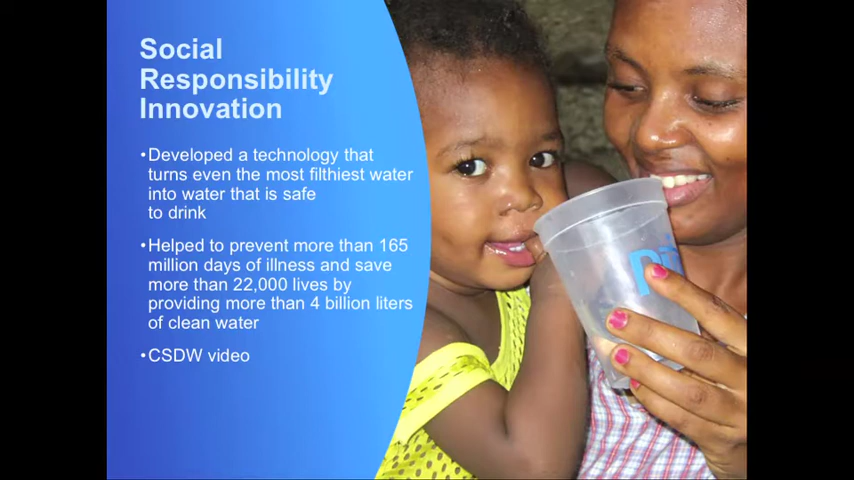 Social
Responsibility
Innovation
•Developed a technology that
turns even the most filthiest water
into water that is safe
to drink
•Helped to prevent more than 165
million days of illness and save
more than 22,000 lives by
providing more than 4 billion liters
of clean water
•CSDW video